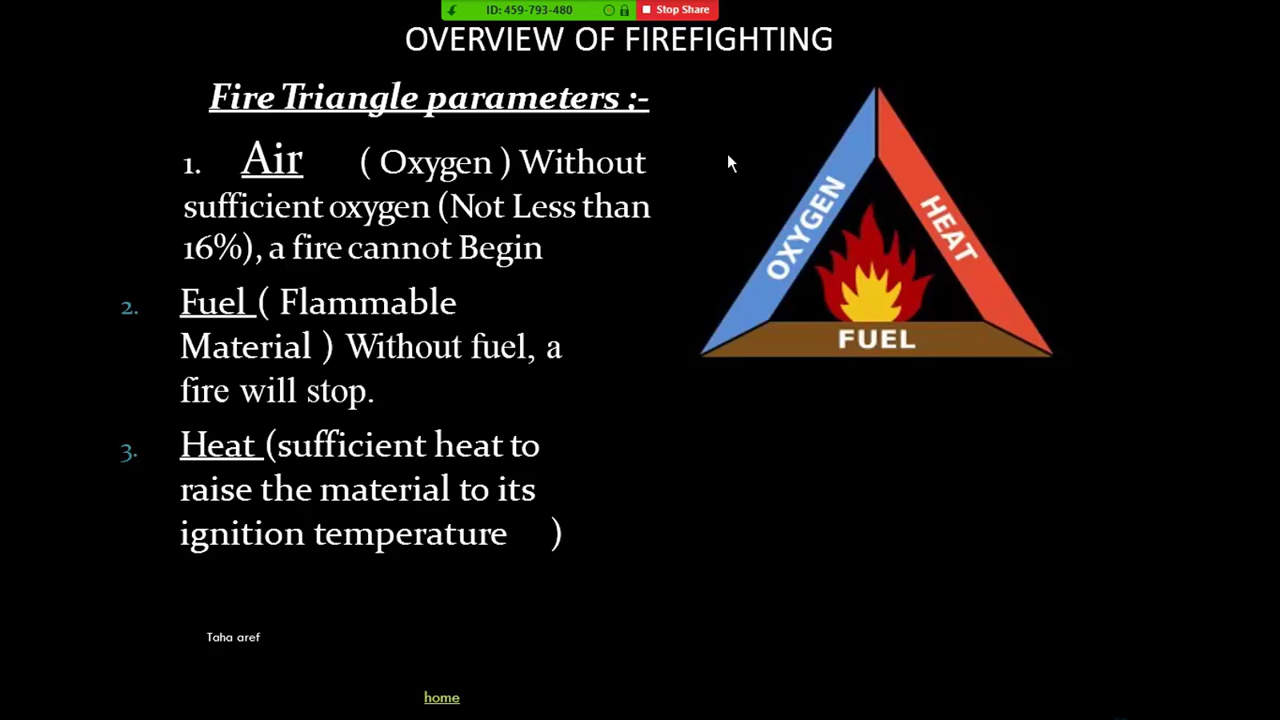 ID: 459-793-480
Stop Share
OVERVIEW OF FIREFIGHTING
Fire Triangle parameters :-
1. Air ( Oxygen ) Without
sufficient oxygen (Not Less than
16%), a fire cannot Begin
2. Fuel ( Flammable
Material ) Without fuel, a
fire will stop.
3. Heat (sufficient heat to
raise the material to its
ignition temperature )
OXYGEN
HEAT
FUEL
Taha aref
home